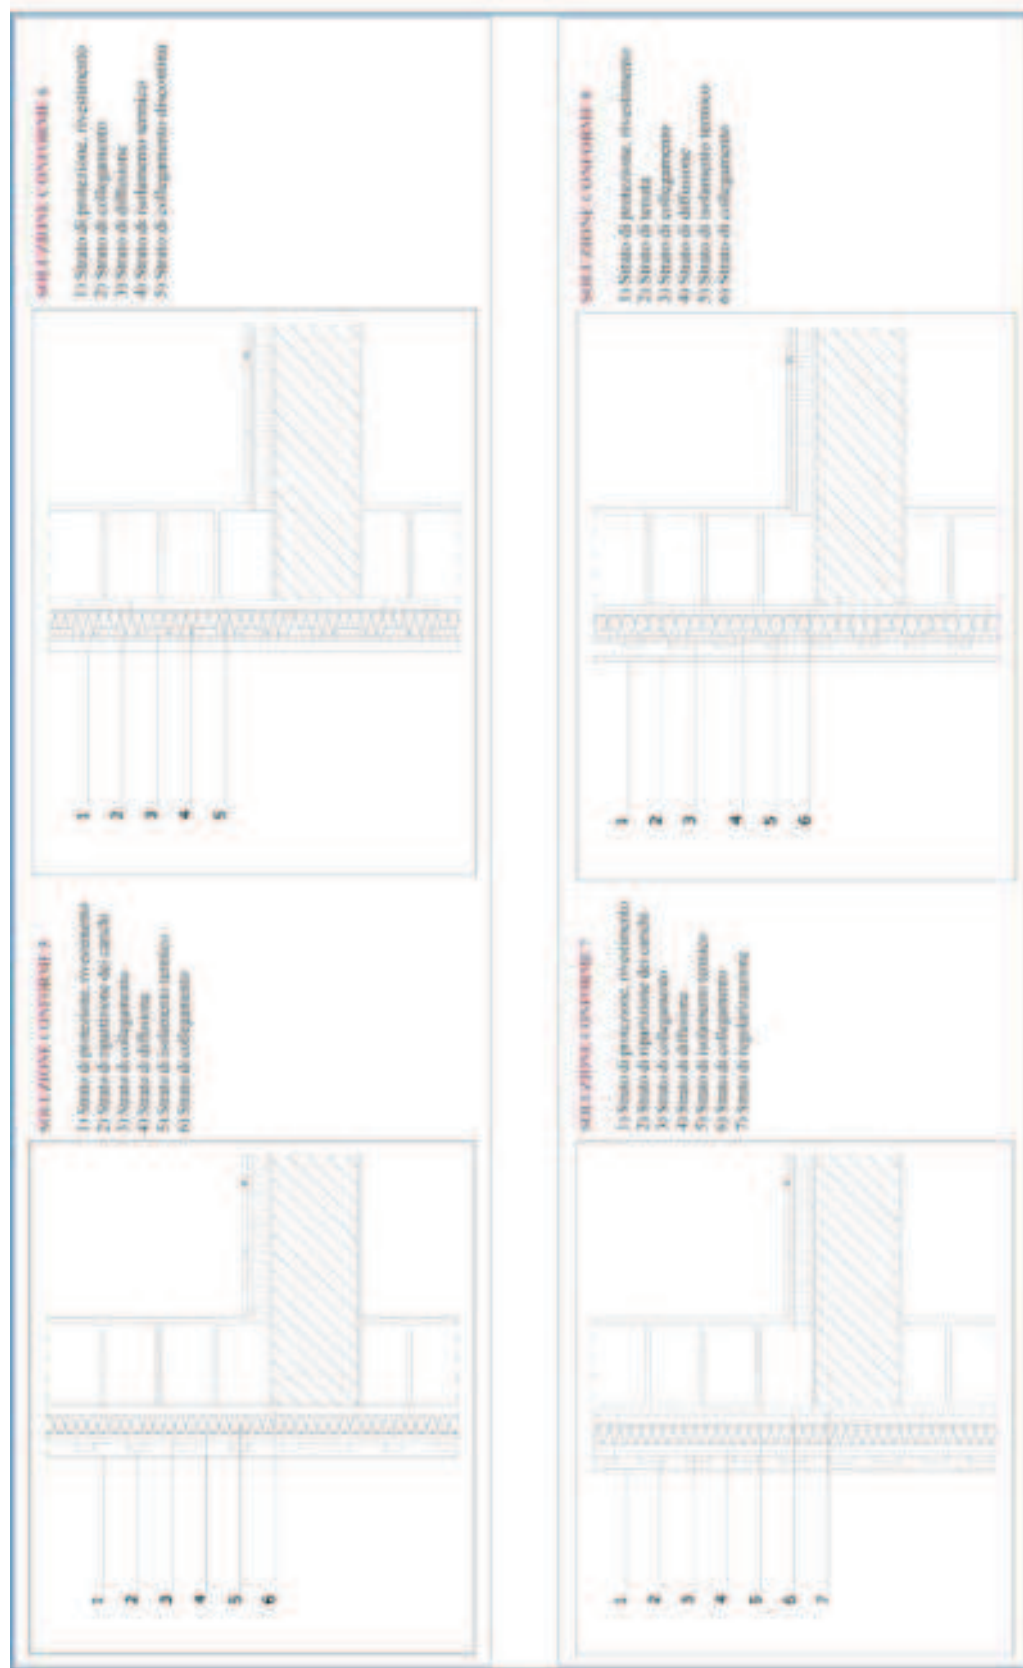 SOLUZIONE CONFORME 5
1) Strato di protezione, rivestimento
2) Strato di ripartizione dei carichi
3) Strato di collegamento
4) Strato di diffusione
5) Strato di isolamento termico
6) Strato di collegamento
1
2
3
4
5
6
SOLUZIONE CONFORME 6
1) Strato di protezione, rivestimento
2) Strato di collegamento
3) Strato di diffusione
4) Strato di isolamento termico
5) Strato di collegamento discontinu
1
2
3
4
5
SOLUZIONE CONFORME 7
1) Strato di protezione, rivestimento
2) Strato di ripartizione dei carichi
3) Strato di collegamento
4) Strato di diffusione
5) Strato di isolamento termico
6) Strato di collegamento
7) Strato di regolarizzazione
1
2
3
4
5
6
7
SOLUZIONE CONFORME 8
1) Strato di protezione, rivestimento
2) Strato di tenuta
3) Strato di collegamento
4) Strato di diffusione
5) Strato di isolamento termico
6) Strato di collegamento
1
2
3
4
5
6